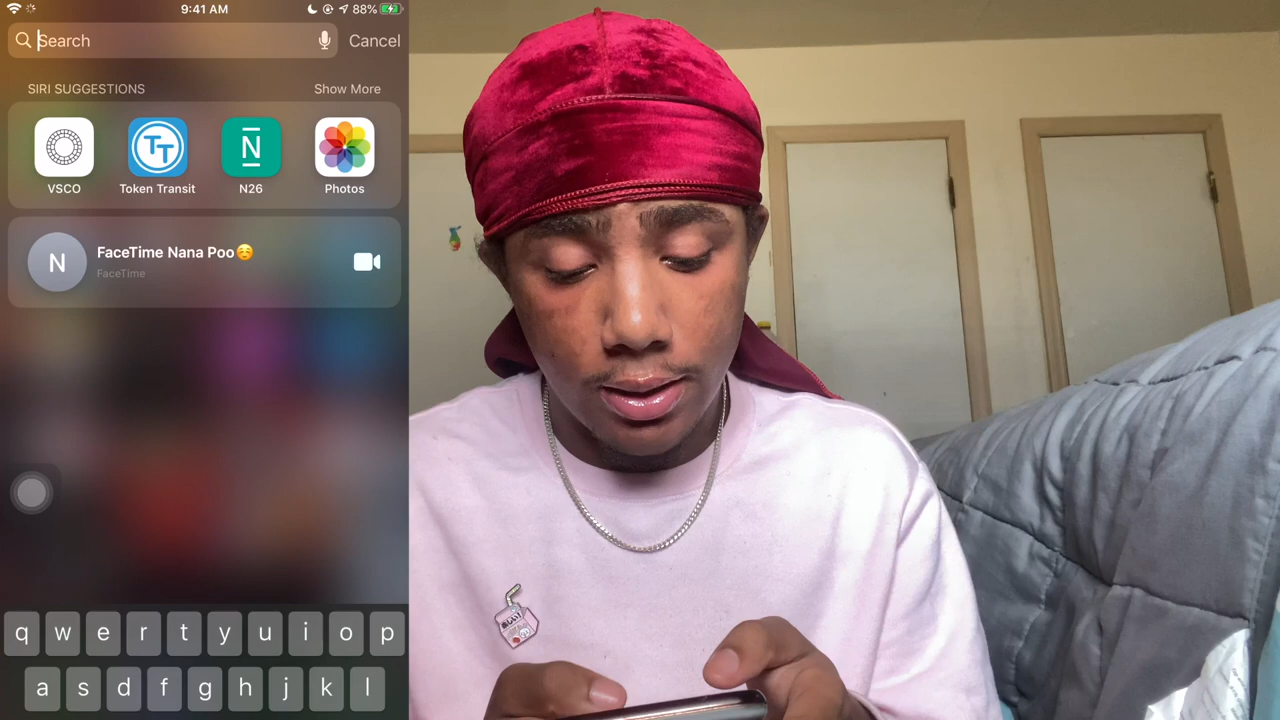 9:41 AM
88%
Search
Cancel
SIRI SUGGESTIONS
Show More
TT
N
VSCO
Token Transit
N26
Photos
N
FaceTime Nana Poo☺️
FaceTime
q w e r t y u i o p
a s d f g h j k l